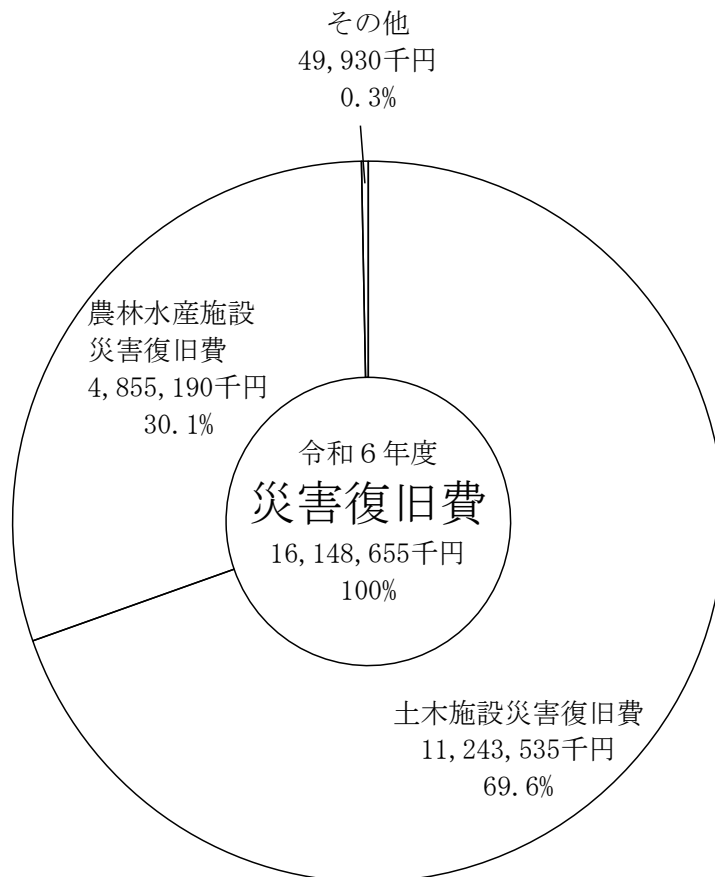 その他
49,930千円
0.3%
農林水産施設
災害復旧費
4,855,190千円
30.1%
令和６年度
災害復旧費
16,148,655千円
100%
土木施設災害復旧費
11,243,535千円
69.6%